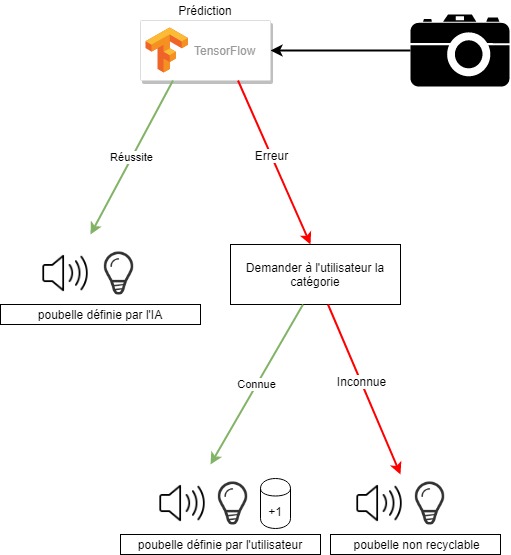 Prédiction
TensorFlow
Réussite
Erreur
Demander à l'utilisateur la
catégorie
poubelle définie par l'IA
Connue
Inconnue
+1
poubelle définie par l'utilisateur
poubelle non recyclable